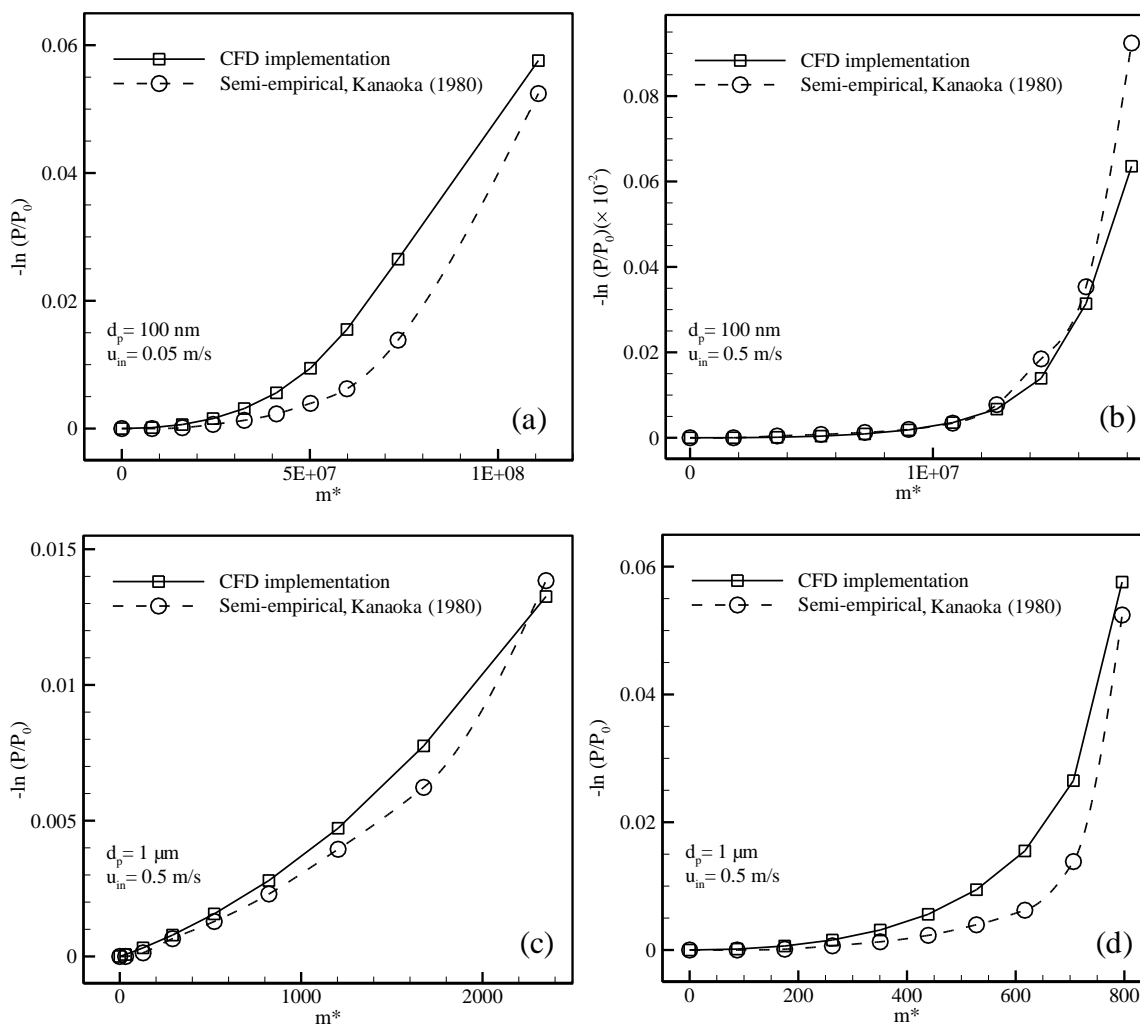 0.06
0.04
0.02
0
-ln (P/P0)
CFD implementation
Semi-empirical, Kanaoka (1980)
dp= 100 nm
uin= 0.05 m/s
(a)
0
5E+07
1E+08
m*
0.08
0.06
0.04
0.02
0
-ln (P/P0)(× 10-2)
CFD implementation
Semi-empirical, Kanaoka (1980)
dp= 100 nm
uin= 0.5 m/s
(b)
0
1E+07
m*
0.015
0.01
0.005
0
-ln (P/P0)
CFD implementation
Semi-empirical, Kanaoka (1980)
dp= 1 µm
uin= 0.5 m/s
(c)
0
1000
2000
m*
0.06
0.04
0.02
0
-ln (P/P0)
CFD implementation
Semi-empirical, Kanaoka (1980)
dp= 1 µm
uin= 0.5 m/s
(d)
0
200
400
600
800
m*